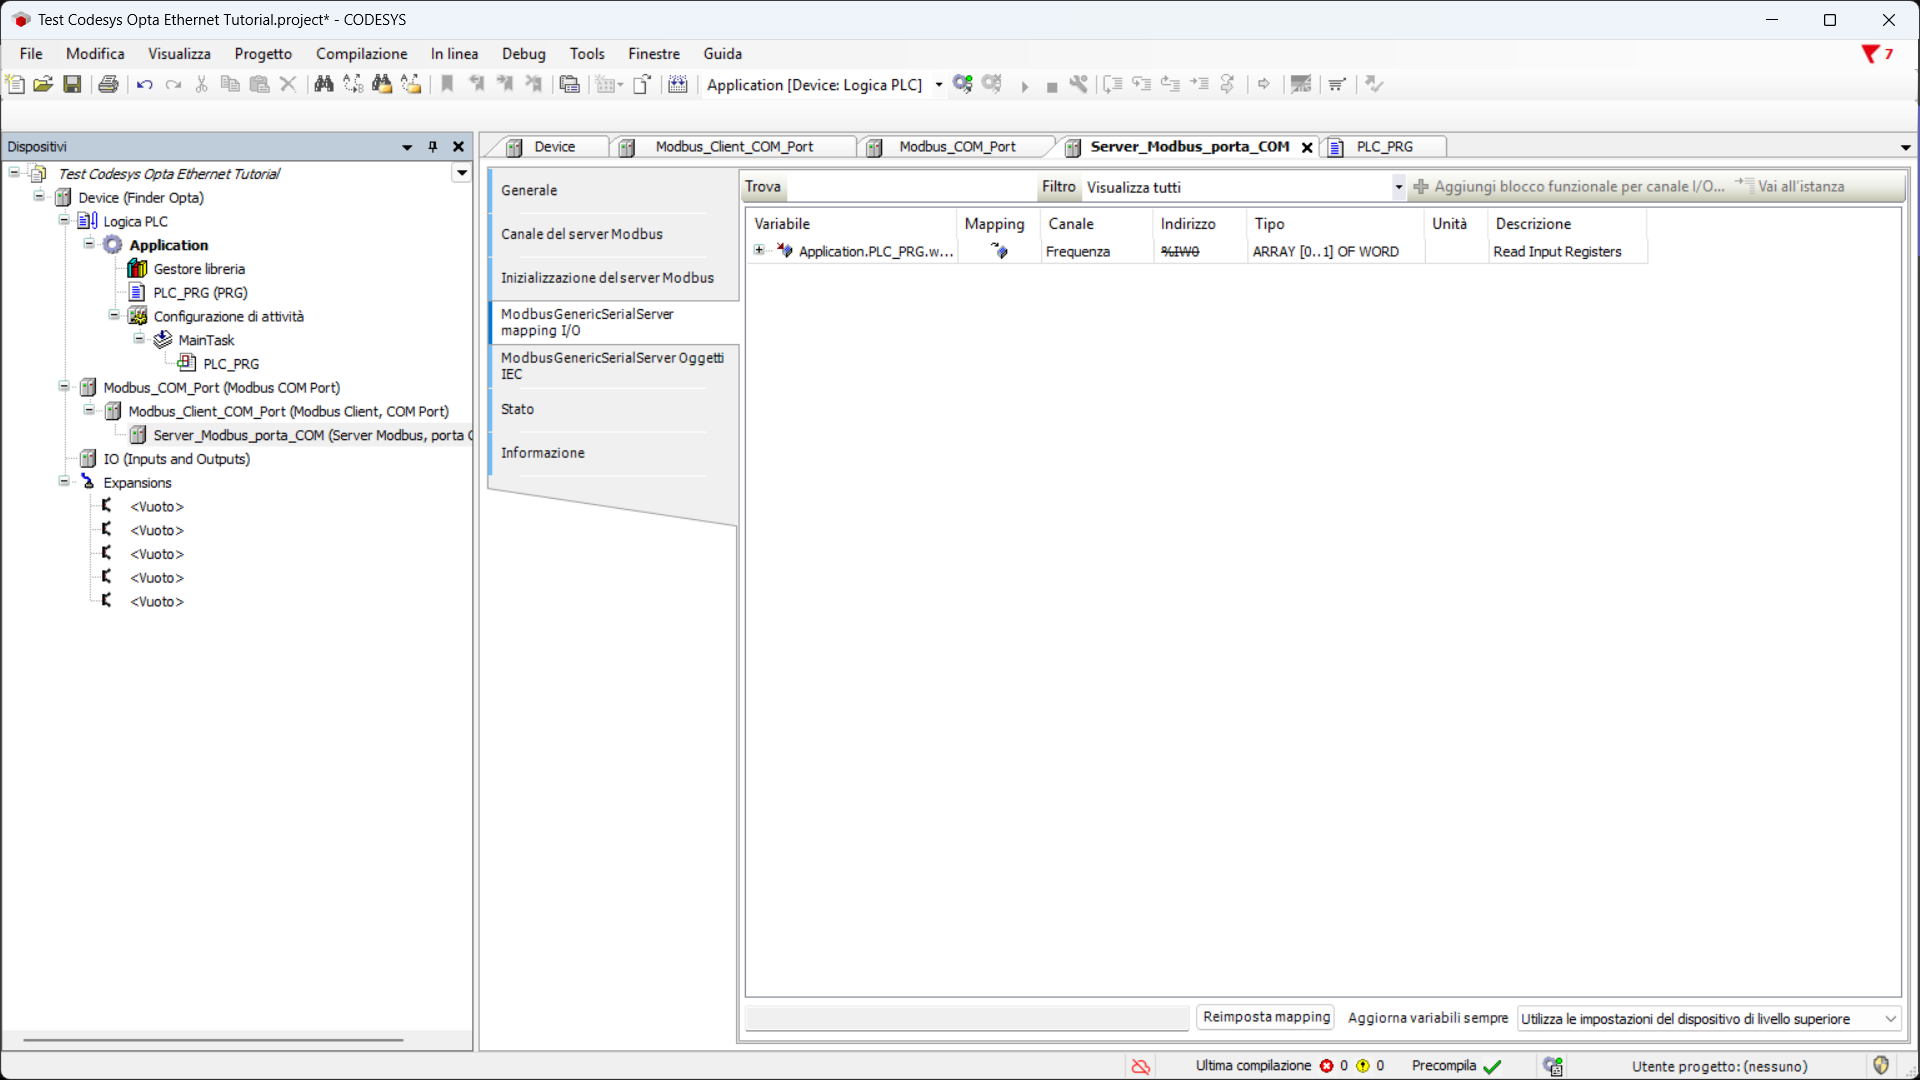 Test Codesys Opta Ethernet Tutorial.project* - CODESYS
File Modifica Visualizza Progetto Compilazione In linea Debug Tools Finestre Guida
7
Application [Device: Logica PLC]
Dispositivi
Test Codesys Opta Ethernet Tutorial
Device (Finder Opta)
Logica PLC
Application
Gestore libreria
PLC_PRG (PRG)
Configurazione di attività
MainTask
PLC_PRG
Modbus_COM_Port (Modbus COM Port)
Modbus_Client_COM_Port (Modbus Client, COM Port)
Server_Modbus_porta_COM (Server Modbus, porta C
IO (Inputs and Outputs)
Expansions
<Vuoto>
<Vuoto>
<Vuoto>
<Vuoto>
<Vuoto>
Device Modbus_Client_COM_Port Modbus_COM_Port Server_Modbus_porta_COM PLC_PRG
Generale
Canale del server Modbus
Inizializzazione del server Modbus
ModbusGenericSerialServer
mapping I/O
ModbusGenericSerialServer Oggetti
IEC
Stato
Informazione
Trova Filtro Visualizza tutti Aggiungi blocco funzionale per canale I/O... Vai all'istanza
Variabile Mapping Canale Indirizzo Tipo Unità Descrizione
Application.PLC_PRG.w... Frequenza %IW0 ARRAY [0..1] OF WORD Read Input Registers
Reimposta mapping Aggiorna variabili sempre Utilizza le impostazioni del dispositivo di livello superiore
Ultima compilazione 0 0 Precompila Utente progetto: (nessuno)